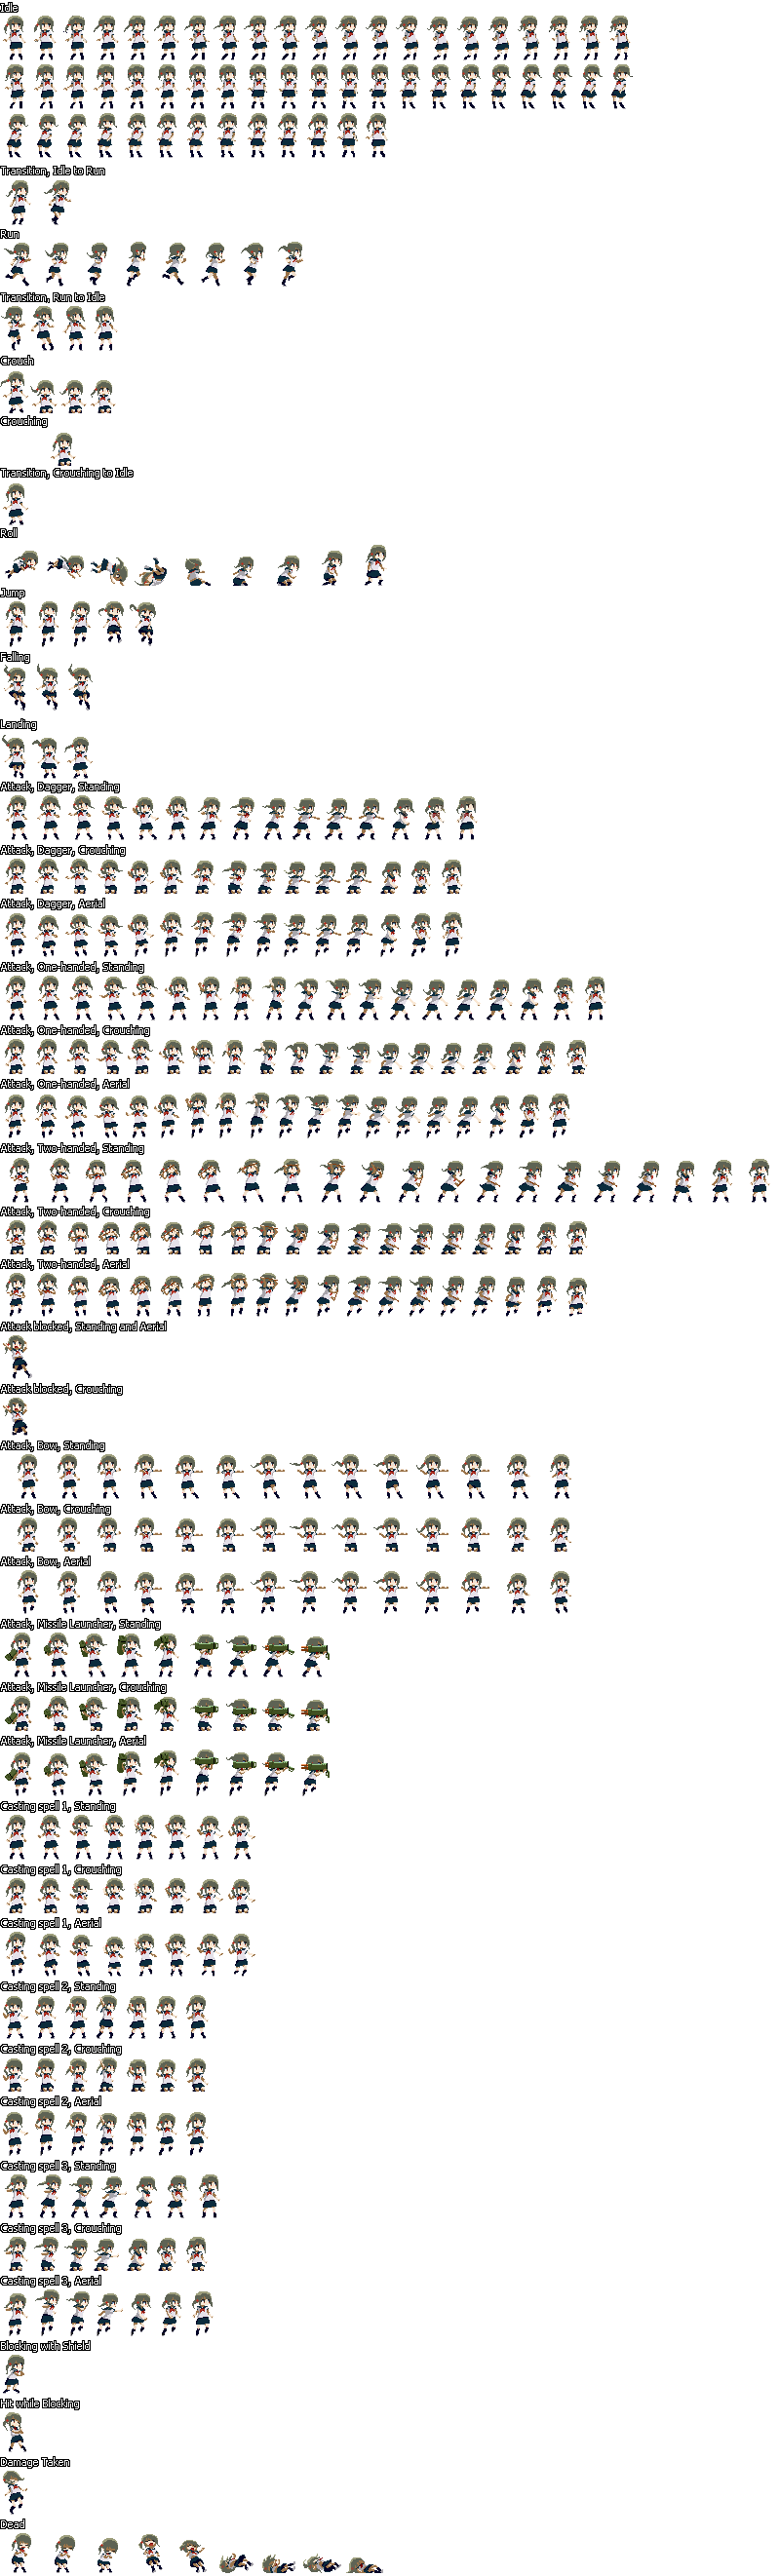 Idle
Transition, Idle to Run
Run
Transition, Run to Idle
Crouch
Crouching
Transition, Crouching to Idle
Roll
Jump
Falling
Landing
Attack, Dagger, Standing
Attack, Dagger, Crouching
Attack, Dagger, Aerial
Attack, One-handed, Standing
Attack, One-handed, Crouching
Attack, One-handed, Aerial
Attack, Two-handed, Standing
Attack, Two-handed, Crouching
Attack, Two-handed, Aerial
Attack blocked, Standing and Aerial
Attack blocked, Crouching
Attack, Bow, Standing
Attack, Bow, Crouching
Attack, Bow, Aerial
Attack, Missile Launcher, Standing
Attack, Missile Launcher, Crouching
Attack, Missile Launcher, Aerial
Casting spell 1, Standing
Casting spell 1, Crouching
Casting spell 1, Aerial
Casting spell 2, Standing
Casting spell 2, Crouching
Casting spell 2, Aerial
Casting spell 3, Standing
Casting spell 3, Crouching
Casting spell 3, Aerial
Blocking with Shield
Hit while Blocking
Damage Taken
Dead